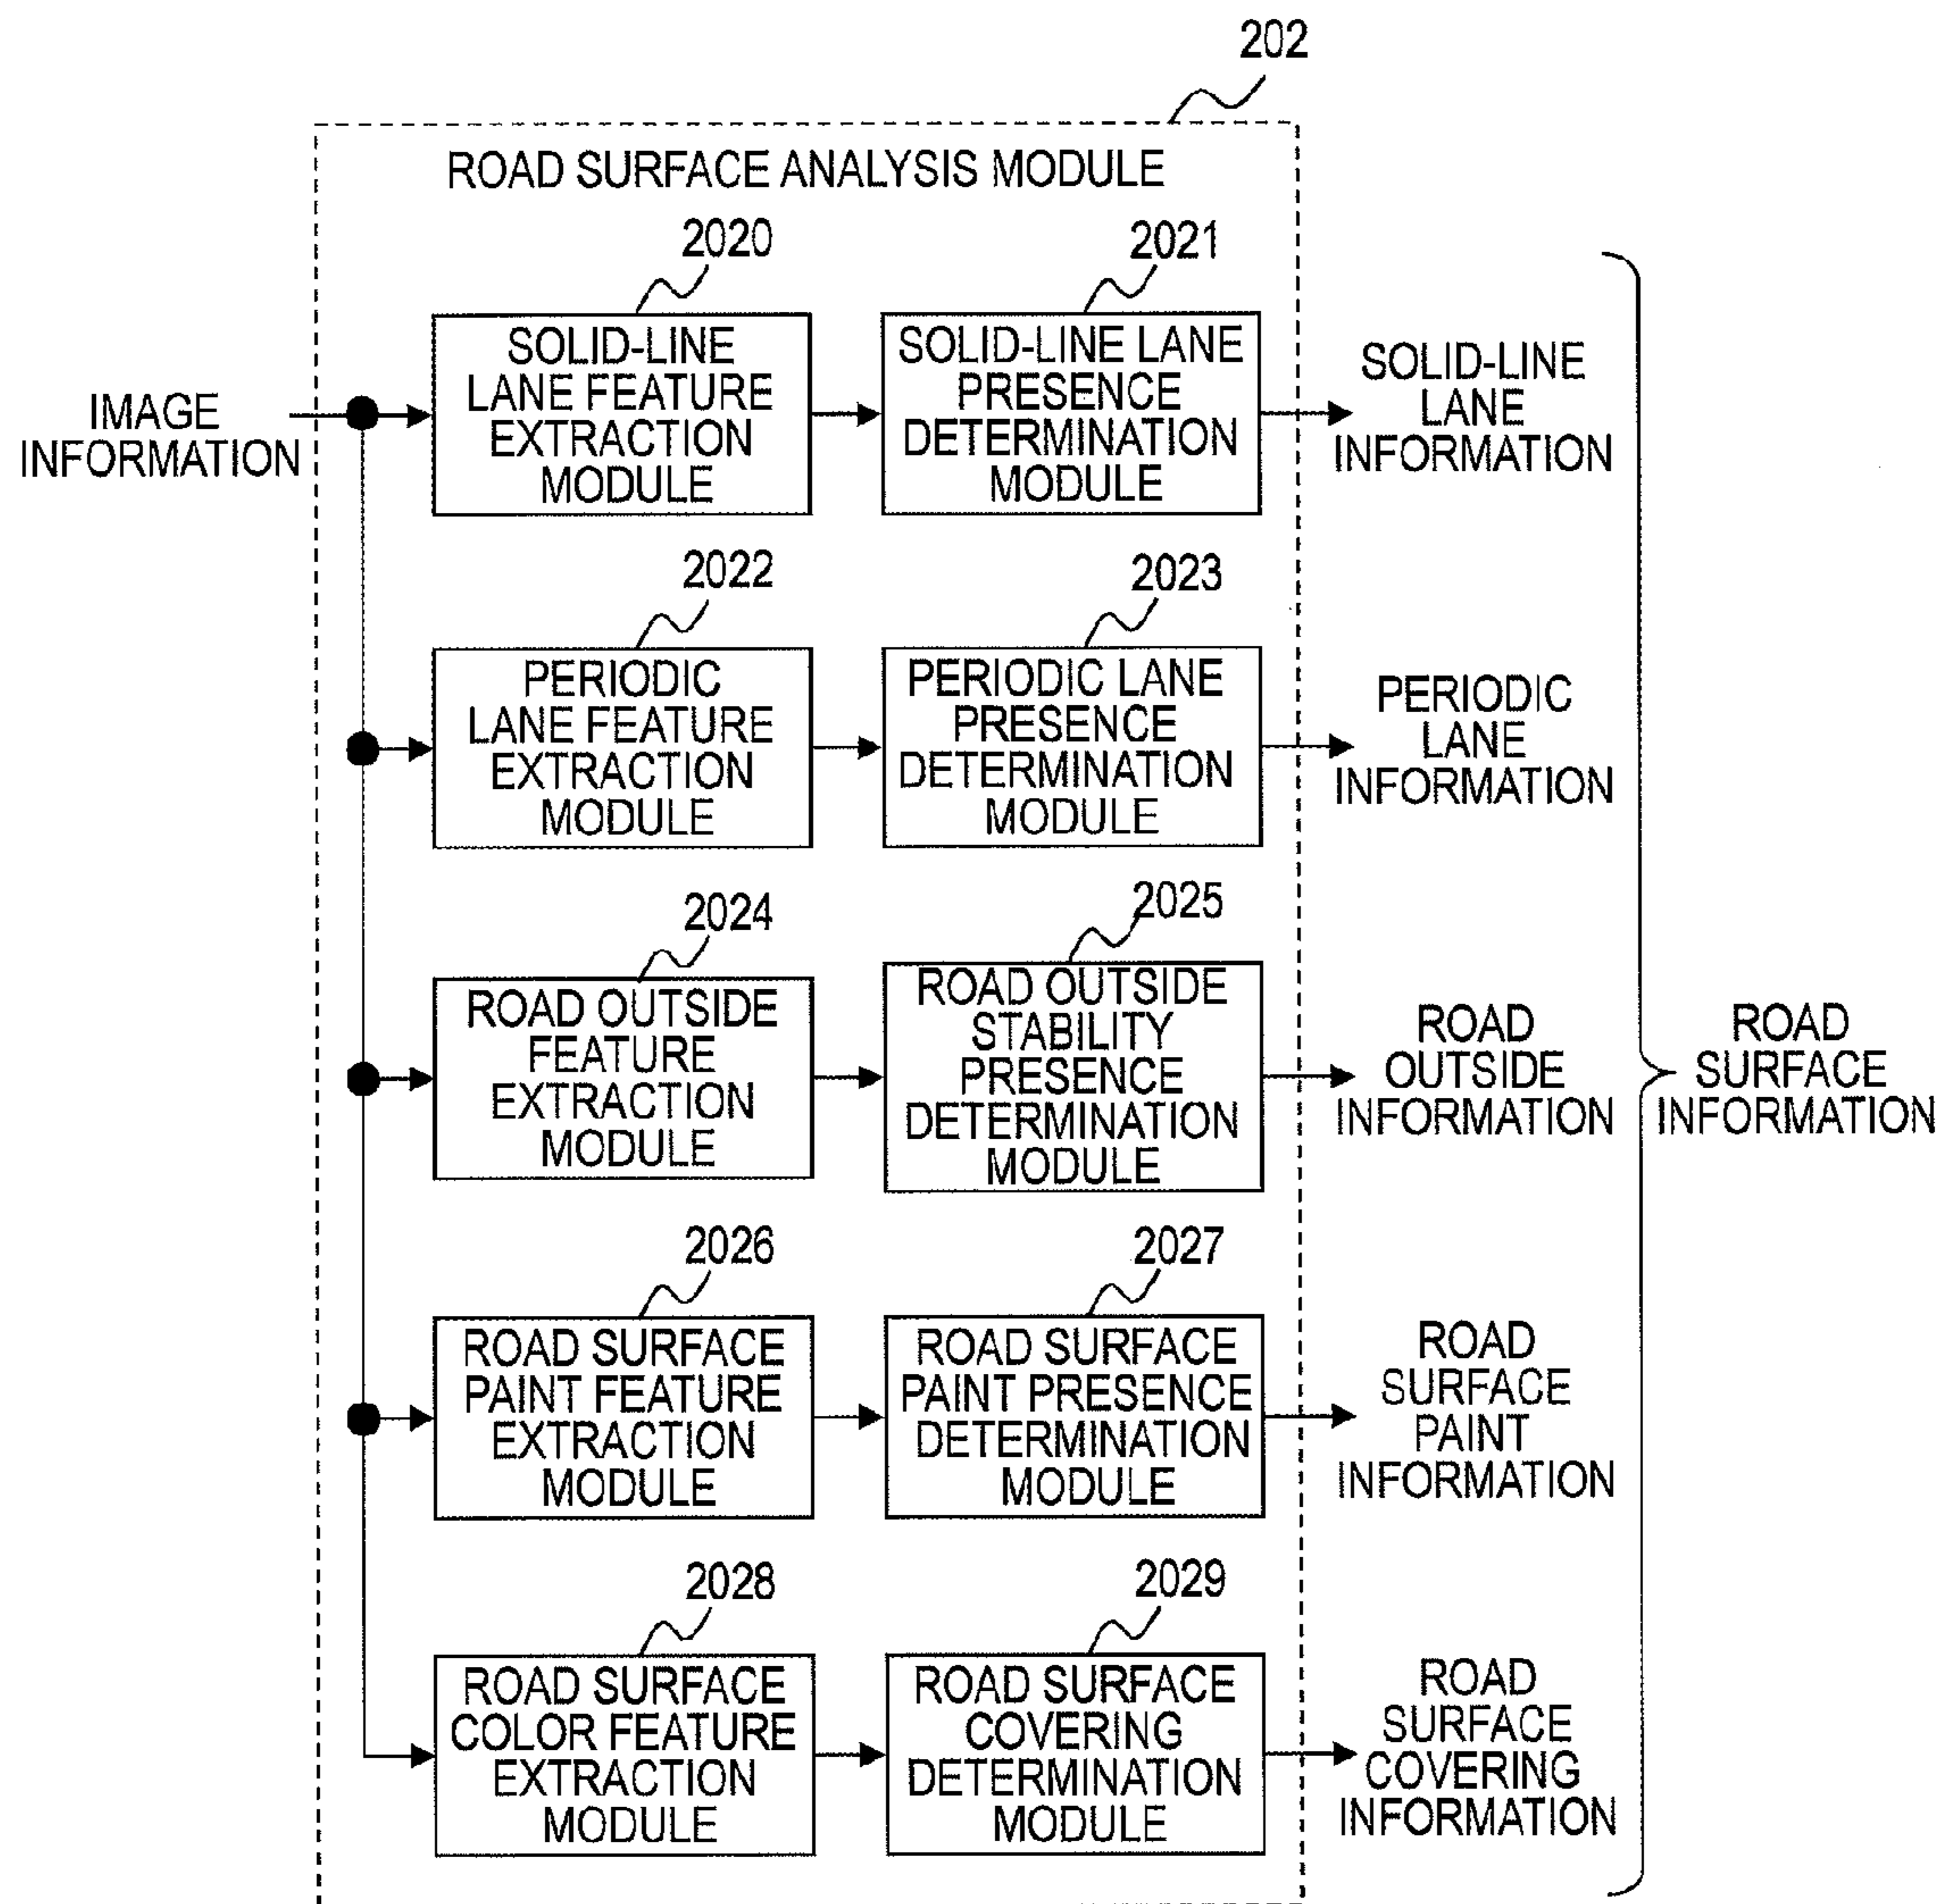 202
ROAD SURFACE ANALYSIS MODULE
2020
2021
IMAGE
INFORMATION
SOLID-LINE
LANE FEATURE
EXTRACTION
MODULE
SOLID-LINE LANE
PRESENCE
DETERMINATION
MODULE
SOLID-LINE
LANE
INFORMATION
2022
2023
PERIODIC
LANE FEATURE
EXTRACTION
MODULE
PERIODIC LANE
PRESENCE
DETERMINATION
MODULE
PERIODIC
LANE
INFORMATION
2024
2025
ROAD OUTSIDE
FEATURE
EXTRACTION
MODULE
ROAD OUTSIDE
STABILITY
PRESENCE
DETERMINATION
MODULE
ROAD
OUTSIDE
INFORMATION
ROAD
SURFACE
INFORMATION
2026
2027
ROAD SURFACE
PAINT FEATURE
EXTRACTION
MODULE
ROAD SURFACE
PAINT PRESENCE
DETERMINATION
MODULE
ROAD
SURFACE
PAINT
INFORMATION
2028
2029
ROAD SURFACE
COLOR FEATURE
EXTRACTION
MODULE
ROAD SURFACE
COVERING
DETERMINATION
MODULE
ROAD
SURFACE
COVERING
INFORMATION